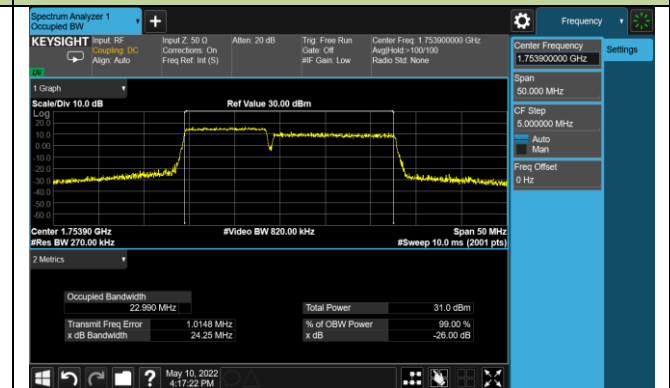 Spectrum Analyzer 1
Occupied BW
Frequency
KEYSIGHT
Input: RF
Coupling: DC
Align: Auto
Input Z: 50 Ω
Corrections: On
Freq Ref: Int (S)
Atten: 20 dB
Trig: Free Run
Gate: Off
#IF Gain: Low
Center Freq: 1.753900000 GHz
Avg|Hold:>100/100
Radio Std: None
Center Frequency
1.753900000 GHz
Settings
Span
50.000 MHz
CF Step
5.000000 MHz
Auto
Man
Freq Offset
0 Hz
1 Graph
Scale/Div 10.0 dB
Ref Value 30.00 dBm
Log
20.0
10.0
0.00
-10.0
-20.0
-30.0
-40.0
-50.0
-60.0
Center 1.75390 GHz
#Video BW 820.00 kHz
Span 50 MHz
#Res BW 270.00 kHz
#Sweep 10.0 ms (2001 pts)
2 Metrics
Occupied Bandwidth
22.990 MHz
Total Power
31.0 dBm
Transmit Freq Error
1.0148 MHz
% of OBW Power
99.00 %
x dB Bandwidth
24.25 MHz
x dB
-26.00 dB
?
May 10, 2022
4:17:22 PM